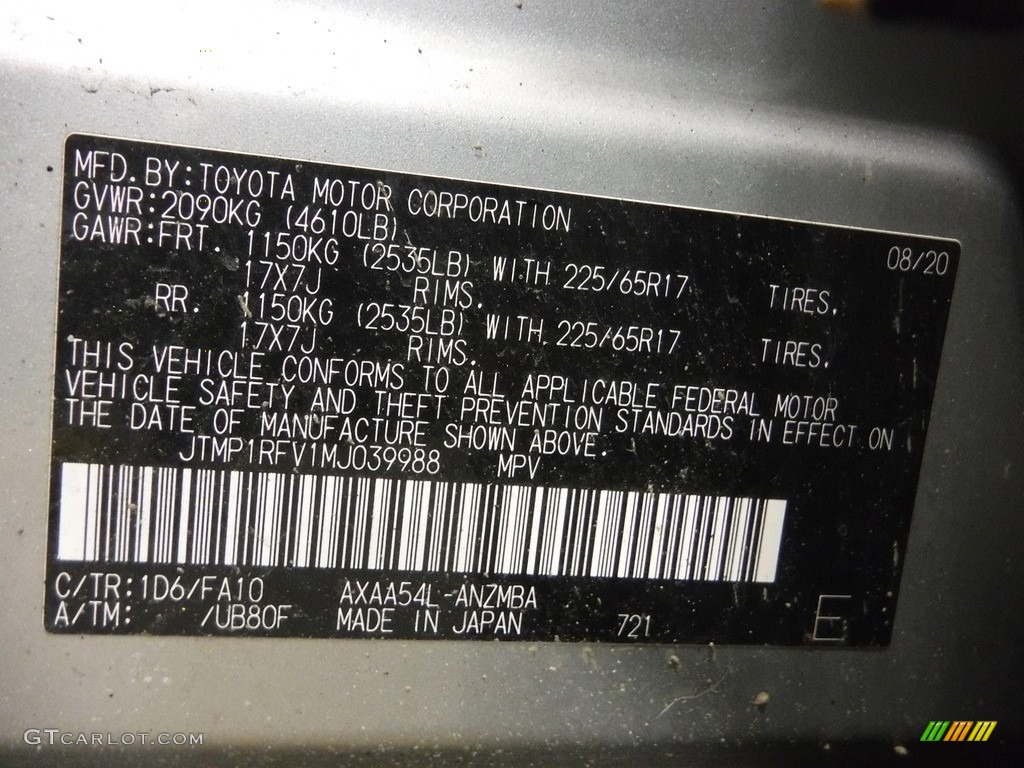 MFD. BY: TOYOTA MOTOR CORPORATION 08/20
GVWR: 2090KG (4610LB)
GAWR: FRT. 1150KG (2535LB) WITH 225/65R17 TIRES,
17X7J RIMS.
RR. 1150KG (2535LB) WITH 225/65R17 TIRES,
17X7J RIMS.
THIS VEHICLE CONFORMS TO ALL APPLICABLE FEDERAL MOTOR
VEHICLE SAFETY AND THEFT PREVENTION STANDARDS IN EFFECT ON
THE DATE OF MANUFACTURE SHOWN ABOVE.
JTMP1RFV1MJ039988 MPV
C/TR: 1D6/FA10 AXAA54L-ANZMBA
A/TM: /UB80F MADE IN JAPAN 721 E
GTCARLOT.COM